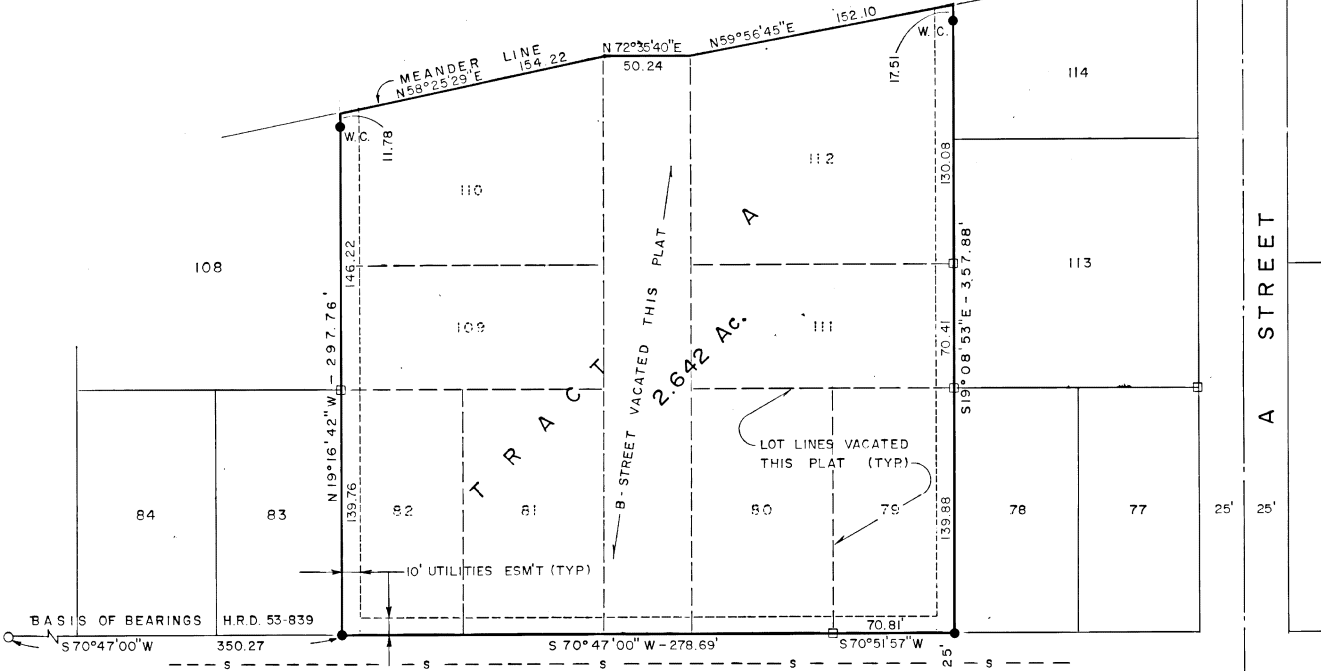 152.10
N59°56'45"E
N 72°35'40"E
50.24
MEANDER LINE
N58°25'29"E
154.22
W.C.
17.51
W.C.
11.78
114
112
110
130.08
A STREET
108
146.22
113
S19°08'53"E - 357.88'
N19°16'42"W - 297.76'
109
111
70.41
TRACT A
2.642 Ac.
B - STREET VACATED THIS PLAT
LOT LINES VACATED
THIS PLAT (TYP.)
84
83
139.76
82
81
80
79
139.88
78
77
25'
25'
10' UTILITIES ESM'T (TYP)
BASIS OF BEARINGS H.R.D. 53-839
S70°47'00"W 350.27
S 70°47'00" W - 278.69'
70.81'
S70°51'57"W
25'
S S S S S S